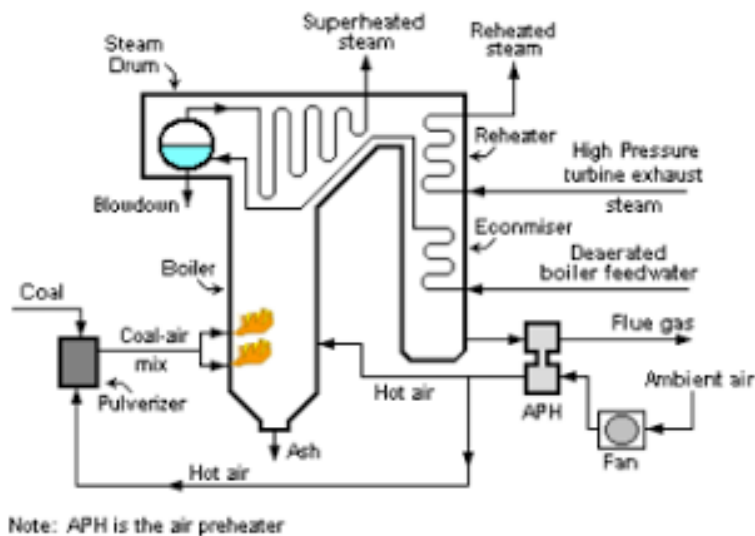 Superheated
steam
Reheated
steam
Steam
Drum
Reheater
High Pressure
turbine exhaust
steam
Blowdown
Econmiser
Boiler
Deaerated
boiler feedwater
Coal
Coal-air
mix
Flue gas
Pulverizer
Hot air
APH
Ambient air
Fan
Ash
Hot air
Note: APH is the air preheater